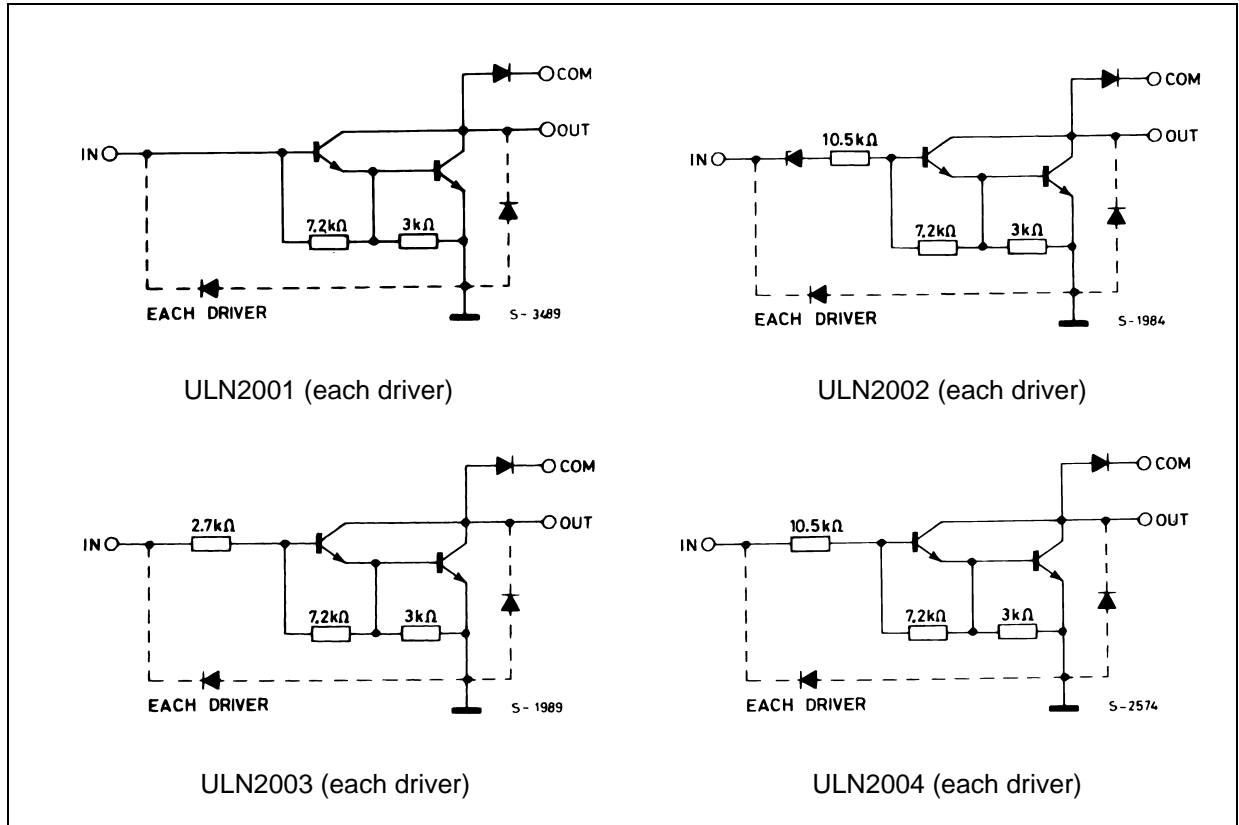 COM
OUT
IN
7.2kΩ 3kΩ
EACH DRIVER
S-3489
ULN2001 (each driver)
COM
OUT
10.5kΩ
IN
7.2kΩ 3kΩ
EACH DRIVER
S-1984
ULN2002 (each driver)
COM
OUT
2.7kΩ
IN
7.2kΩ 3kΩ
EACH DRIVER
S-1989
ULN2003 (each driver)
COM
OUT
10.5kΩ
IN
7.2kΩ 3kΩ
EACH DRIVER
S-2574
ULN2004 (each driver)